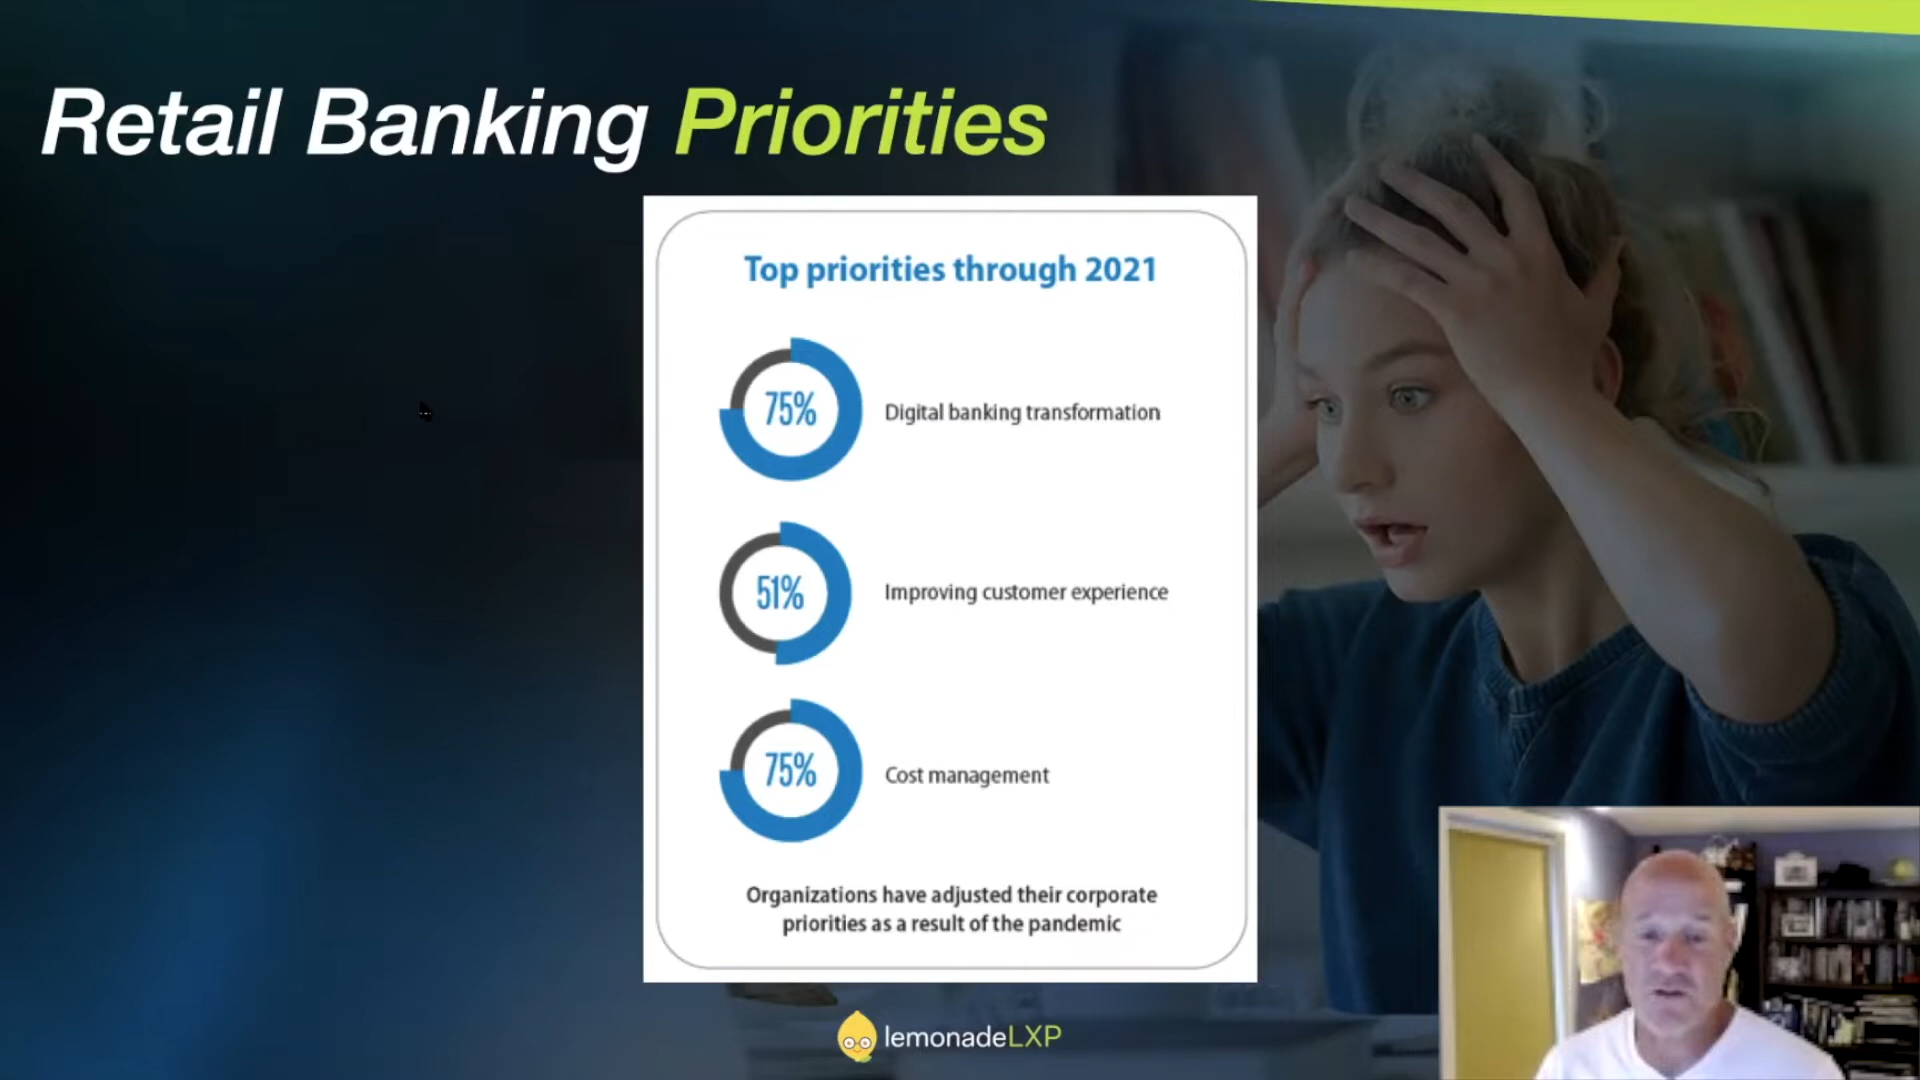 Retail Banking Priorities
Top priorities through 2021
75%
Digital banking transformation
51%
Improving customer experience
75%
Cost management
Organizations have adjusted their corporate
priorities as a result of the pandemic
lemonadeLXP